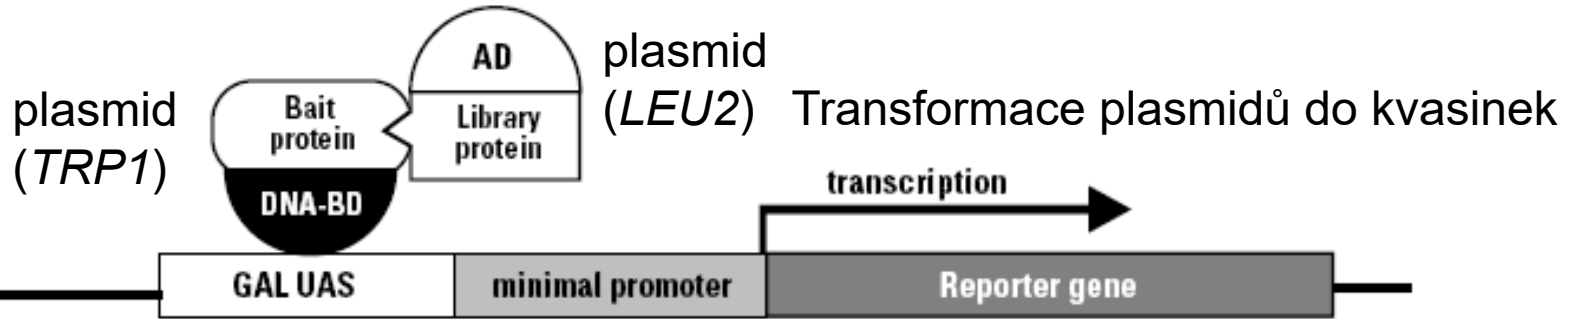 plasmid
(TRP1)
Bait
protein
DNA-BD
AD
Library
protein
plasmid
(LEU2) Transformace plasmidů do kvasinek
transcription
GAL UAS
minimal promoter
Reporter gene